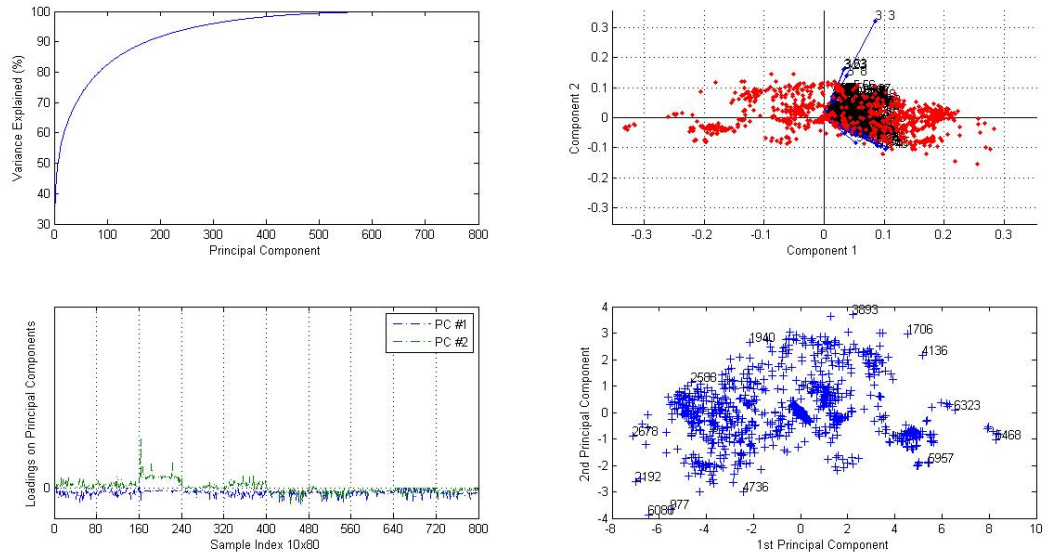 100
90
80
70
60
50
40
30
0 100 200 300 400 500 600 700 800
Variance Explained (%)
Principal Component
0.3
0.2
0.1
0
-0.1
-0.2
-0.3
-0.3 -0.2 -0.1 0 0.1 0.2 0.3
Component 2
Component 1
0
0 80 160 240 320 400 480 560 640 720 800
Loadings on Principal Components
Sample Index 10x80
PC #1
PC #2
4
3
2
1
0
-1
-2
-3
-4
-8 -6 -4 -2 0 2 4 6 8 10
2nd Principal Component
1st Principal Component
3893
1706
1940
4136
2588
6323
2678
5468
5957
2192
4736
977
6086